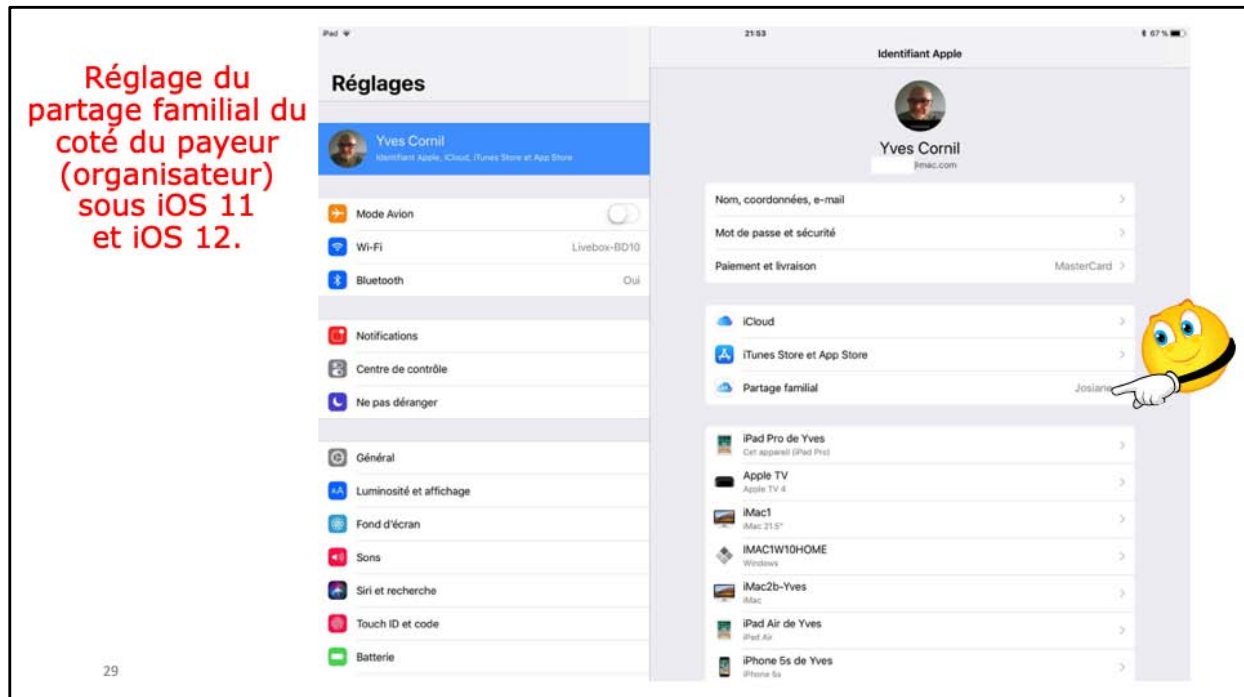 Réglage du
partage familial du
coté du payeur
(organisateur)
sous iOS 11
et iOS 12.
29
iPad
21:53
67 %
Réglages
Yves Cornil
Identifiant Apple, iCloud, iTunes Store et App Store
Mode Avion
Wi-Fi Livebox-BD10
Bluetooth Oui
Notifications
Centre de contrôle
Ne pas déranger
Général
AA Luminosité et affichage
Fond d'écran
Sons
Siri et recherche
Touch ID et code
Batterie
Identifiant Apple
Yves Cornil
@mac.com
Nom, coordonnées, e-mail
Mot de passe et sécurité
Paiement et livraison MasterCard
iCloud
iTunes Store et App Store
Partage familial Josiane
iPad Pro de Yves
Cet appareil (iPad Pro)
Apple TV
Apple TV 4
iMac1
iMac 21.5"
IMAC1W10HOME
Windows
iMac2b-Yves
iMac
iPad Air de Yves
iPad Air
iPhone 5s de Yves
iPhone 5s